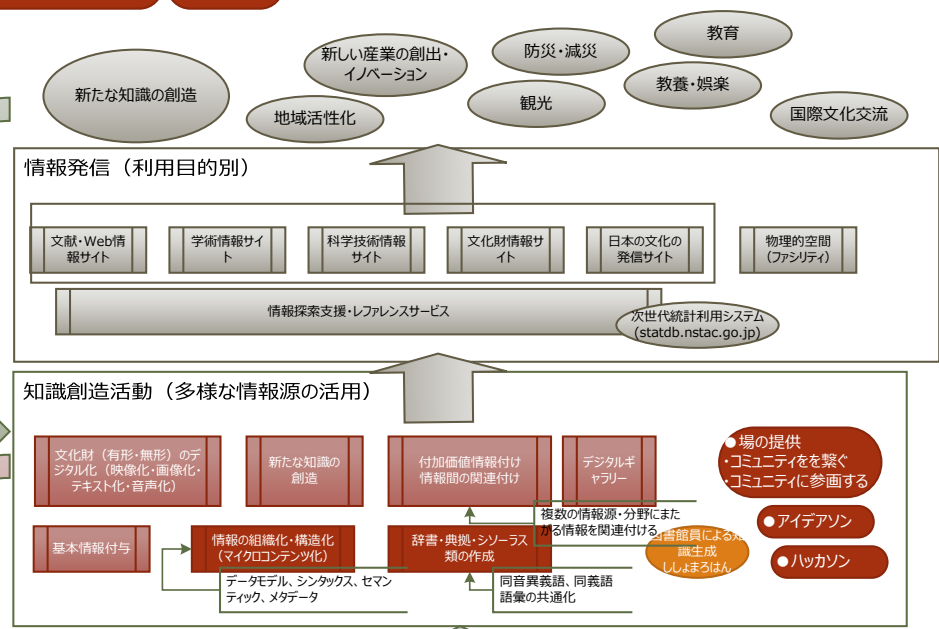 新たな知識の創造
新しい産業の創出・
イノベーション
地域活性化
防災・減災
観光
教育
教養・娯楽
国際文化交流
情報発信（利用目的別）
文献・Web情
報サイト
学術情報サイ
ト
科学技術情報
サイト
文化財情報サ
イト
日本の文化の
発信サイト
物理的空間
（ファシリティ）
情報探索支援・レファレンスサービス
次世代統計利用システム
(statdb.nstac.go.jp)
知識創造活動（多様な情報源の活用）
文化財（有形・無形）のデ
ジタル化（映像化・画像化・
テキスト化・音声化）
新たな知識の
創造
付加価値情報付け
情報間の関連付け
デジタルギ
ャラリー
●場の提供
・コミュニティをを繋ぐ
・コミュニティに参画する
複数の情報源・分野にまた
がる情報を関連付ける
基本情報付与
情報の組織化・構造化
（マイクロコンテンツ化）
辞書・典拠・シソーラス
類の作成
図書館員による知
識生成
ししょまろはん
●アイデアソン
●ハッカソン
データモデル、シンタックス、セマン
ティック、メタデータ
同音異義語、同義語
語彙の共通化